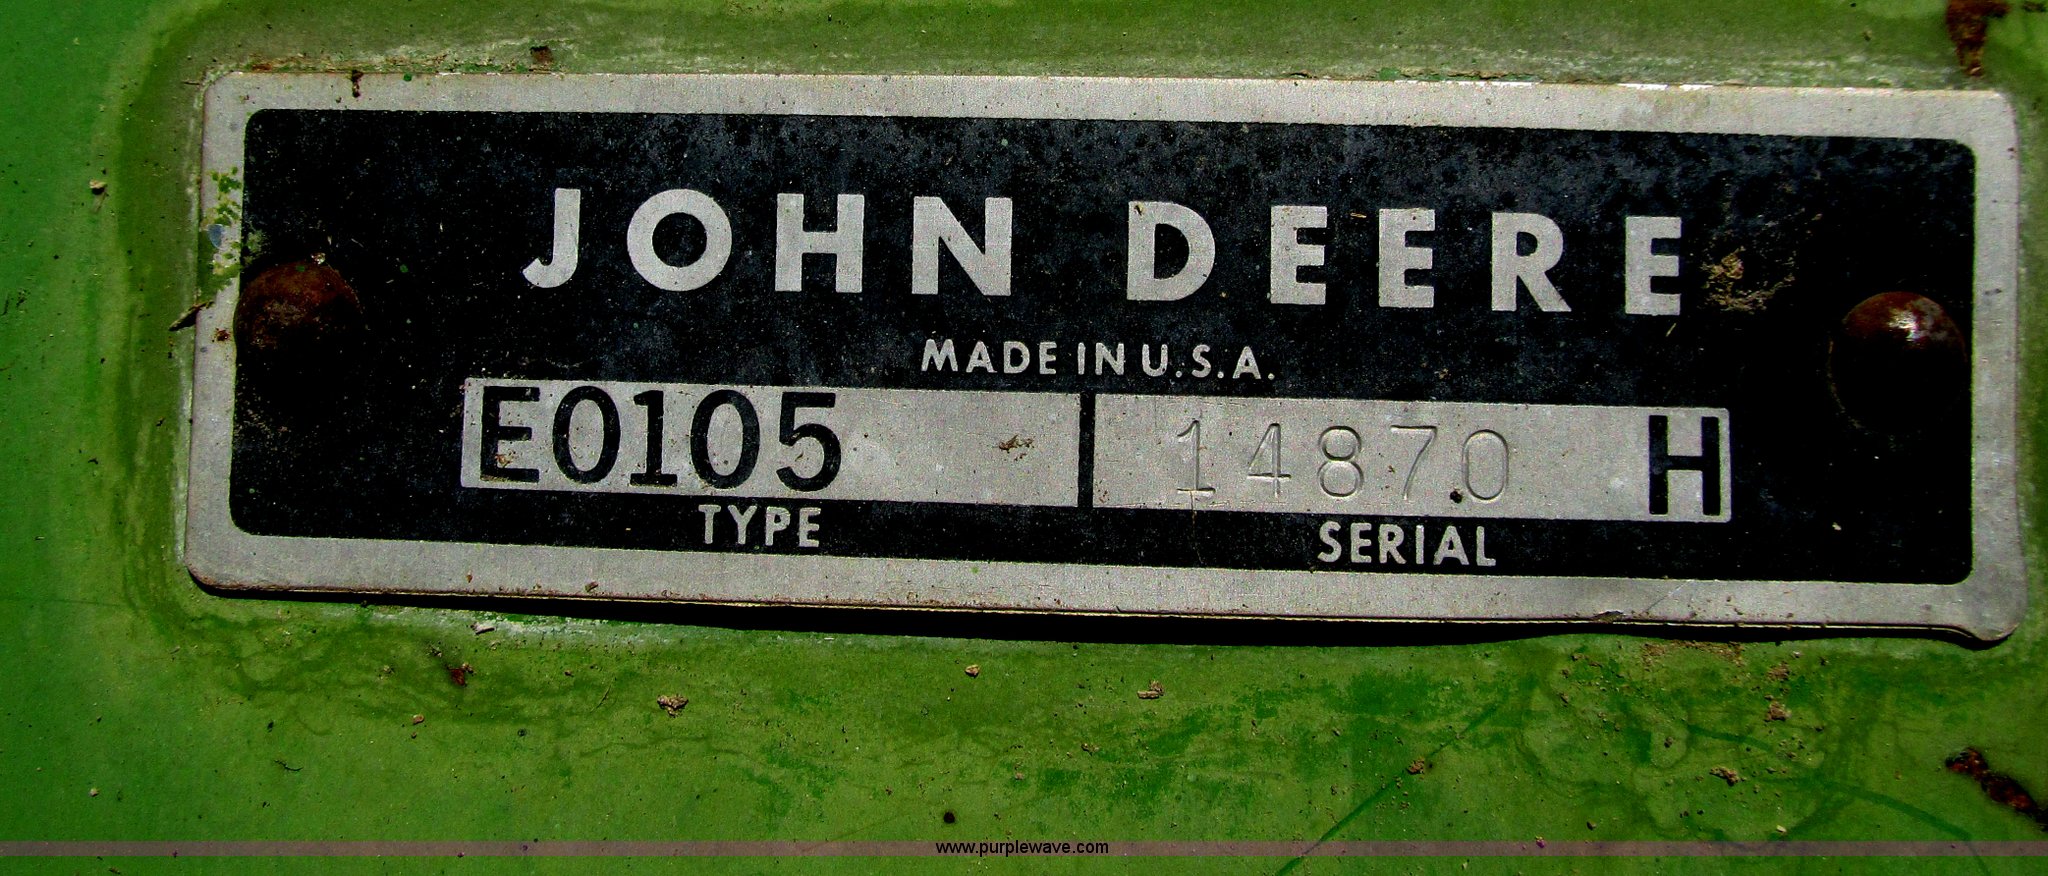 JOHN DEERE
MADE IN U.S.A.
E0105 14870 H
TYPE SERIAL
www.purplewave.com